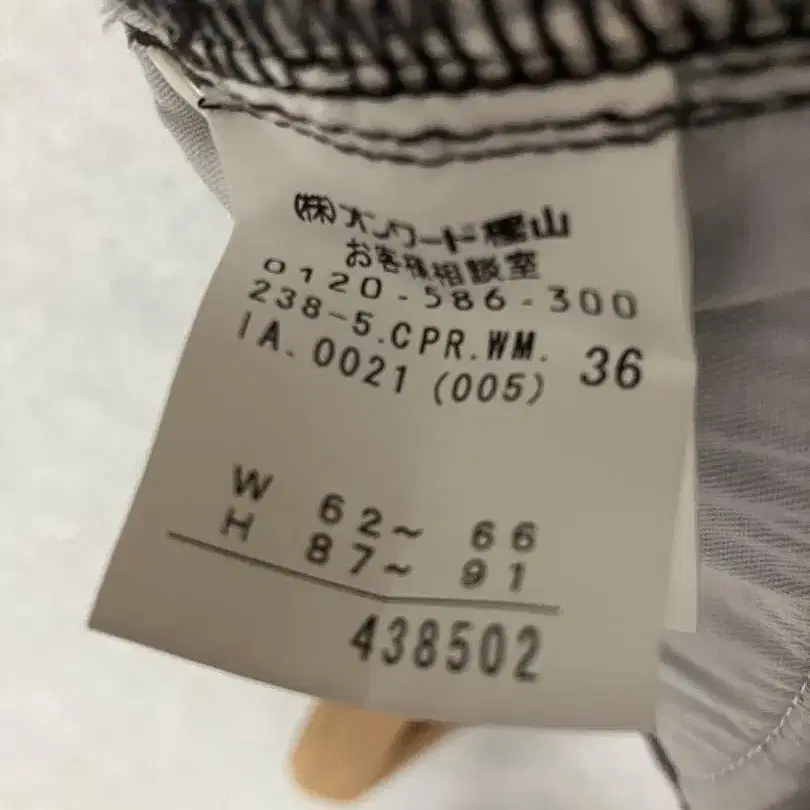 (株)オンワード樫山
お客様相談室
0120-586-300
238-5.CPR.WM.
IA.0021 (005) 36
W 62~ 66
H 87~ 91
438502